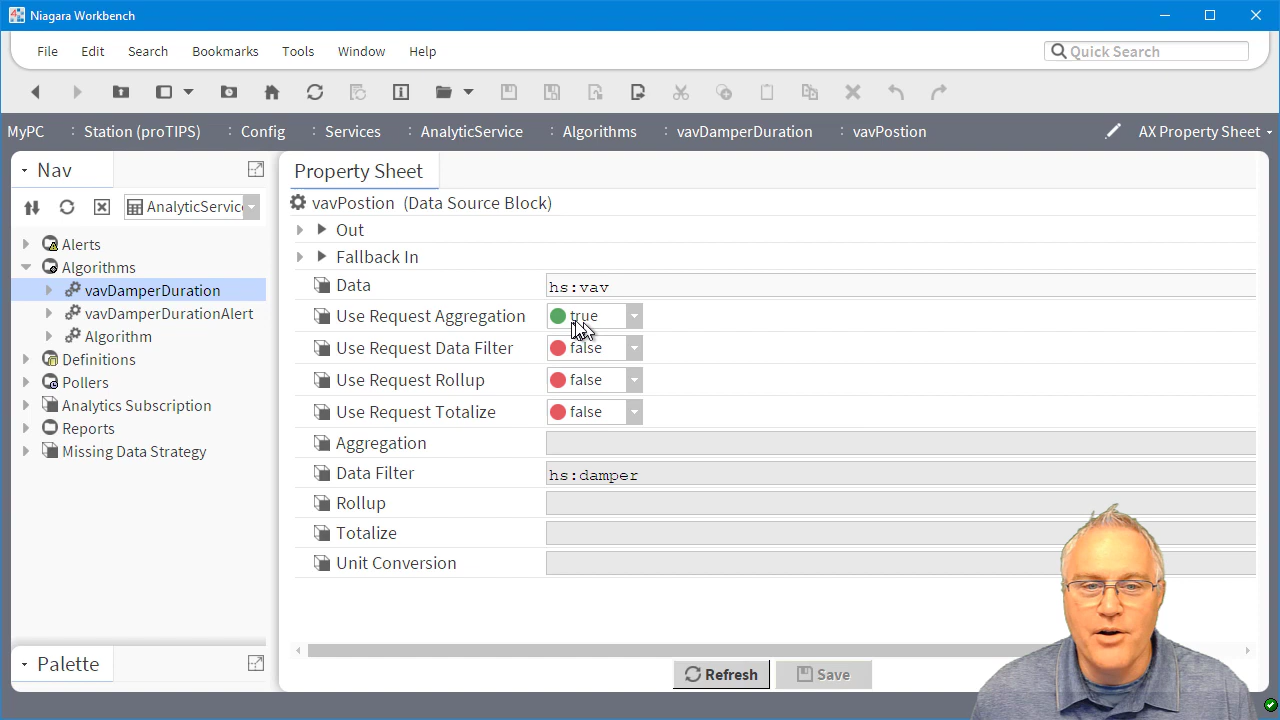 Niagara Workbench
File Edit Search Bookmarks Tools Window Help
Quick Search
MyPC : Station (proTIPS) : Config : Services : AnalyticService : Algorithms : vavDamperDuration : vavPostion
AX Property Sheet
Nav
AnalyticServic
Alerts
Algorithms
vavDamperDuration
vavDamperDurationAlert
Algorithm
Definitions
Pollers
Analytics Subscription
Reports
Missing Data Strategy
Palette
Property Sheet
vavPostion (Data Source Block)
Out
Fallback In
Data hs:vav
Use Request Aggregation true
Use Request Data Filter false
Use Request Rollup false
Use Request Totalize false
Aggregation
Data Filter hs:damper
Rollup
Totalize
Unit Conversion
Refresh Save